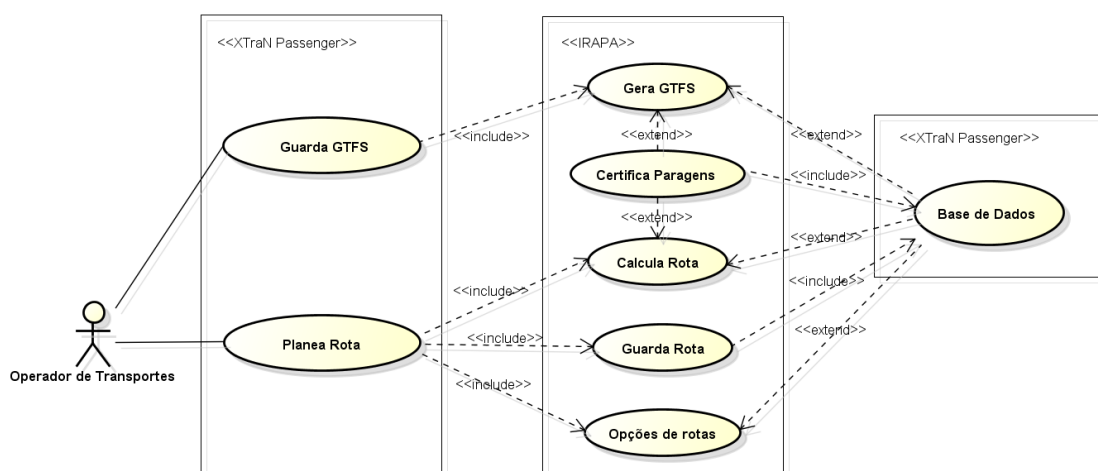 <<XTraN Passenger>>
<<IRAPA>>
Gera GTFS
<<include>>
<<extend>>
<<extend>>
<<XTraN Passenger>>
Guarda GTFS
Certifica Paragens
<<include>>
Base de Dados
<<extend>>
<<extend>>
Calcula Rota
<<include>>
<<include>>
Operador de Transportes
Planea Rota
<<include>>
Guarda Rota
<<extend>>
<<include>>
Opções de rotas